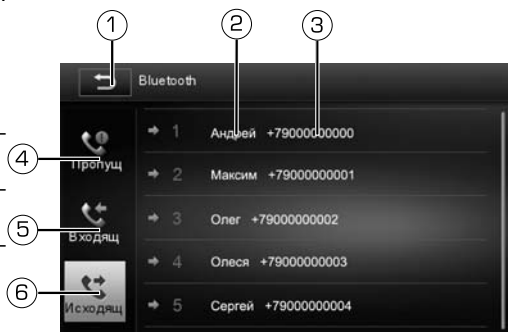 1 2 3
Bluetooth
1 Андрей +79000000000
4 Пропущ
2 Максим +79000000001
5 Входящ
3 Олег +79000000002
4 Олеся +79000000003
6 Исходящ
5 Сергей +79000000004